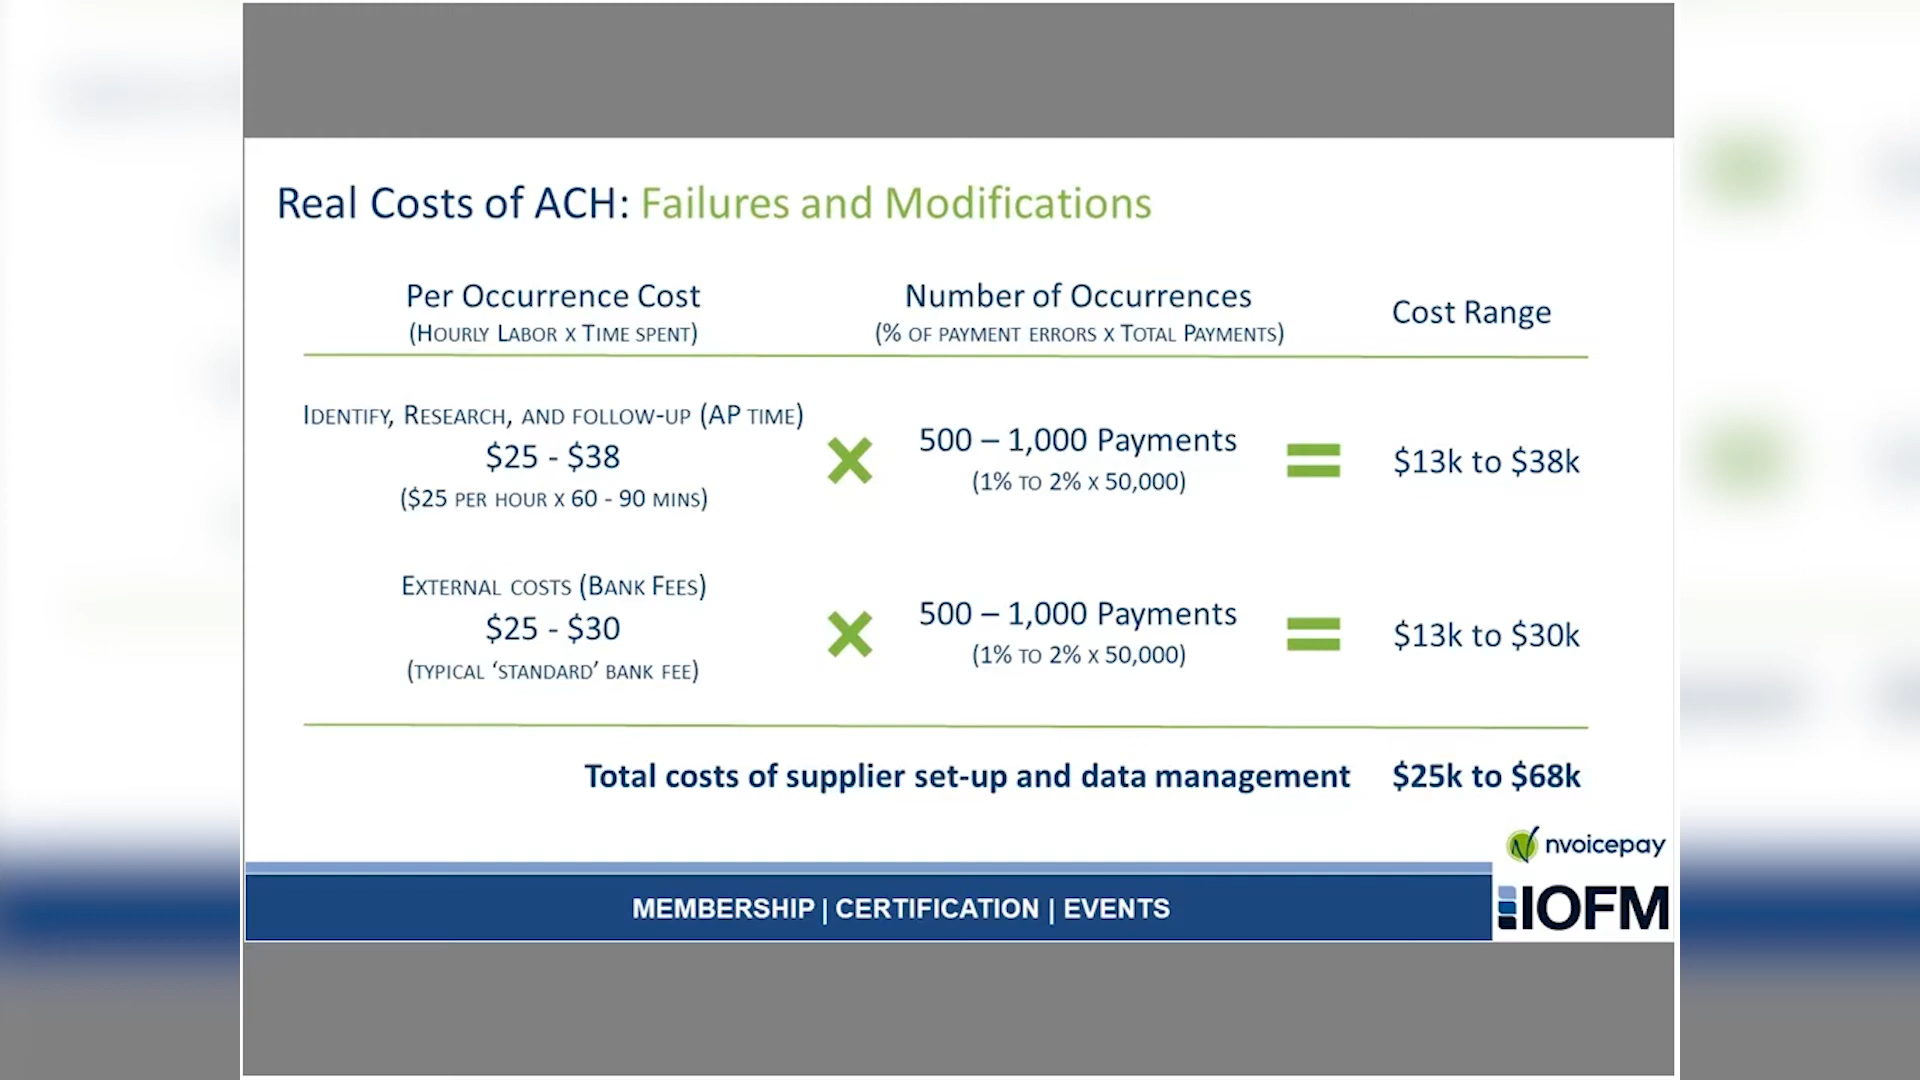 Real Costs of ACH: Failures and Modifications
Per Occurrence Cost
(Hourly Labor x Time spent)
Number of Occurrences
(% of payment errors x Total Payments)
Cost Range
Identify, Research, and follow-up (AP time)
$25 - $38
($25 per hour x 60 - 90 mins)
500 – 1,000 Payments
(1% to 2% x 50,000)
$13k to $38k
External costs (Bank Fees)
$25 - $30
(typical ‘standard’ bank fee)
500 – 1,000 Payments
(1% to 2% x 50,000)
$13k to $30k
Total costs of supplier set-up and data management $25k to $68k
nvoicepay
MEMBERSHIP | CERTIFICATION | EVENTS
IOFM